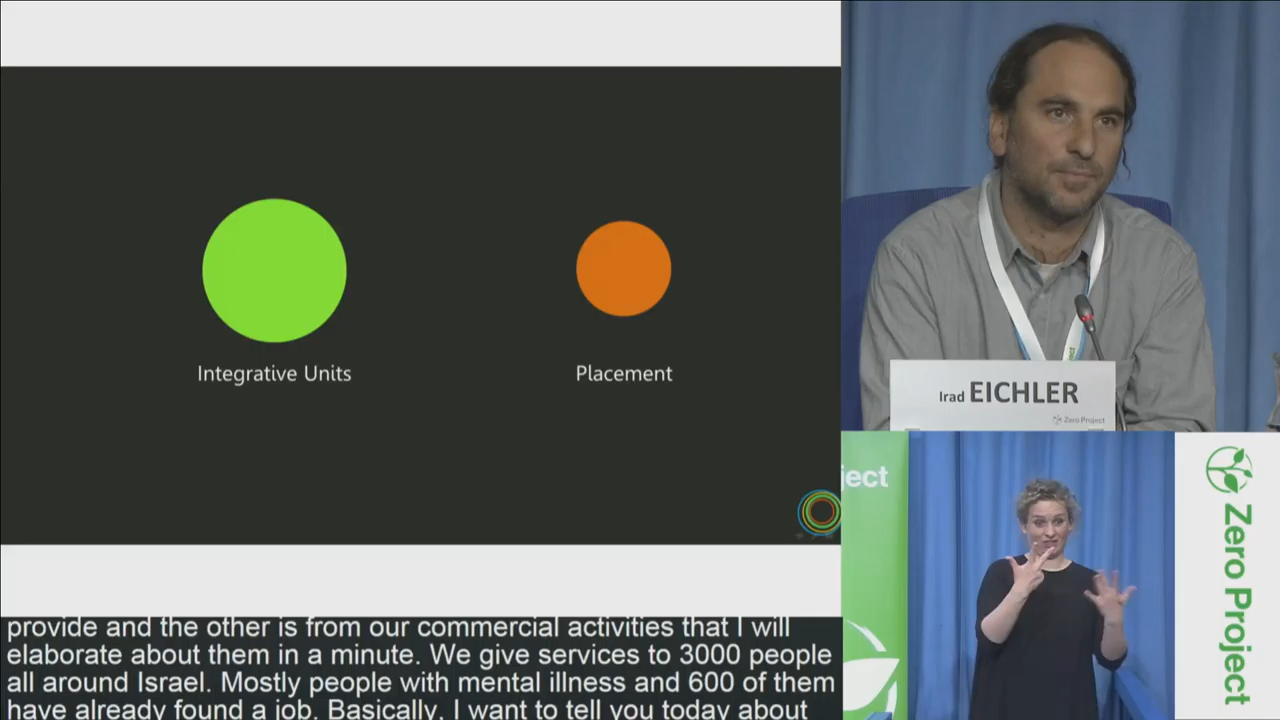 Integrative Units
Placement
provide and the other is from our commercial activities that I will
elaborate about them in a minute. We give services to 3000 people
all around Israel. Mostly people with mental illness and 600 of them
have already found a job. Basically, I want to tell you today about
Irad EICHLER
Zero Project
ject
Zero Project